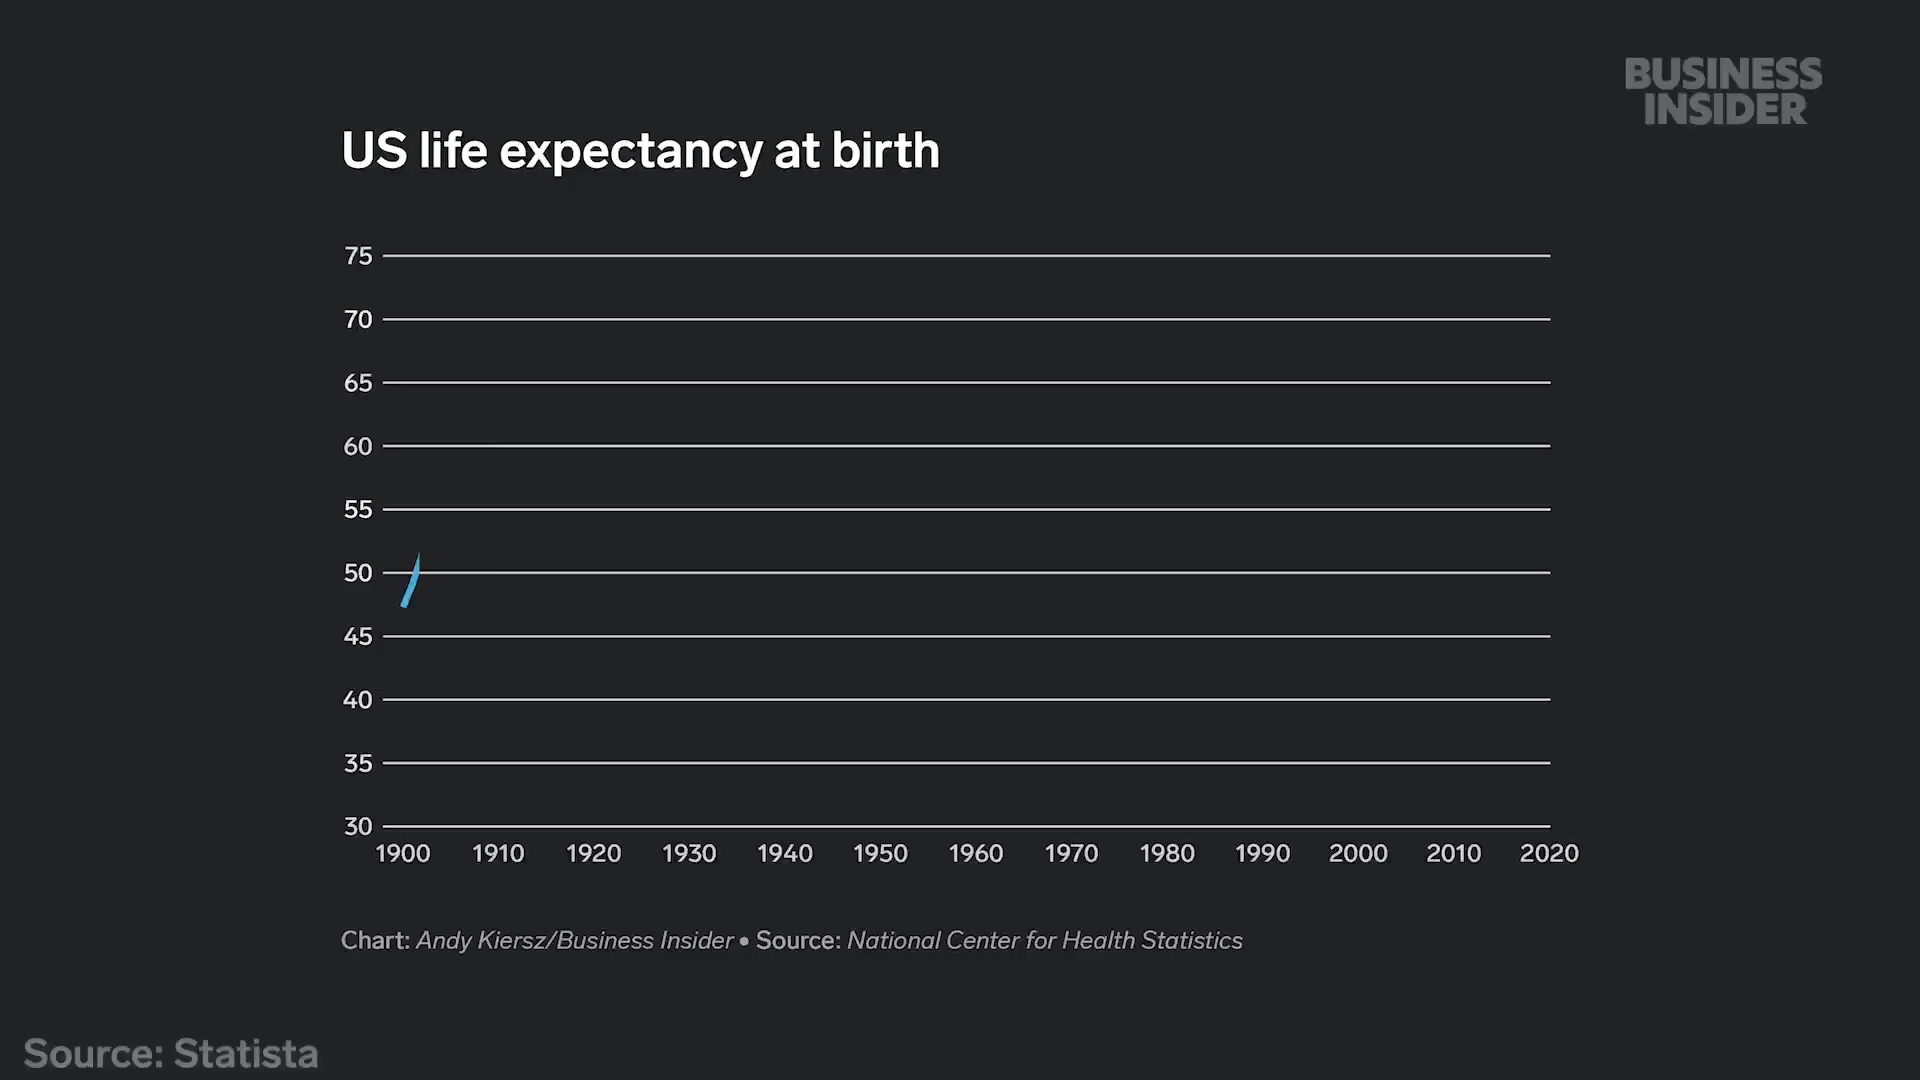 BUSINESS
INSIDER
US life expectancy at birth
75
70
65
60
55
50
45
40
35
30
1900 1910 1920 1930 1940 1950 1960 1970 1980 1990 2000 2010 2020
Chart: Andy Kiersz/Business Insider • Source: National Center for Health Statistics
Source: Statista